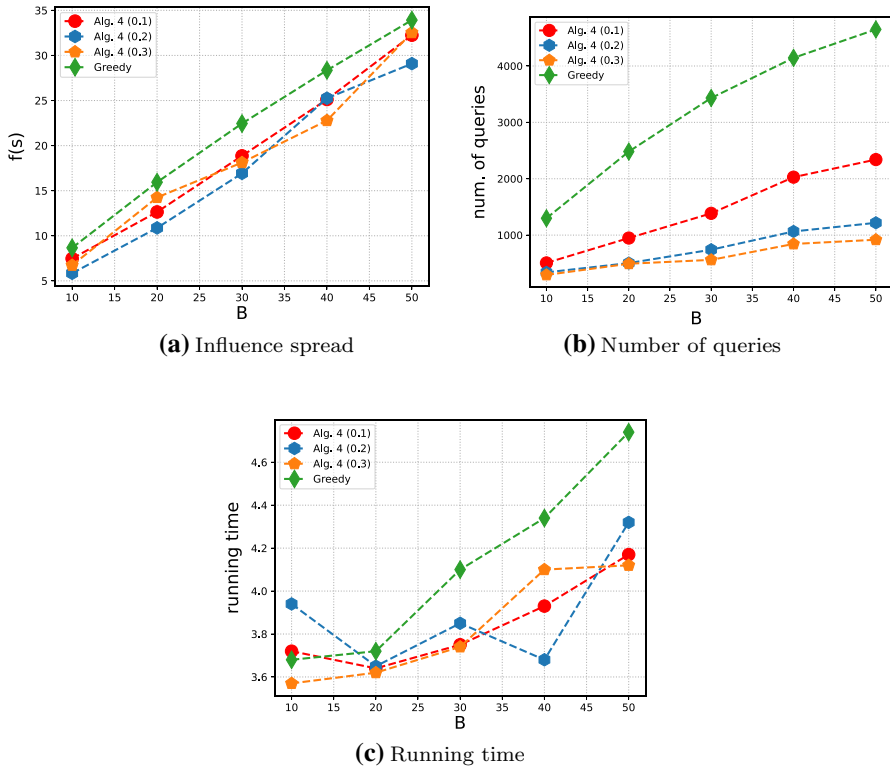 Alg. 4 (0.1)
Alg. 4 (0.2)
Alg. 4 (0.3)
Greedy
35
30
25
20
15
10
5
f(s)
10 15 20 25 30 35 40 45 50
B
(a) Influence spread
Alg. 4 (0.1)
Alg. 4 (0.2)
Alg. 4 (0.3)
Greedy
4000
3000
2000
1000
num. of queries
10 15 20 25 30 35 40 45 50
B
(b) Number of queries
Alg. 4 (0.1)
Alg. 4 (0.2)
Alg. 4 (0.3)
Greedy
4.6
4.4
4.2
4.0
3.8
3.6
running time
10 15 20 25 30 35 40 45 50
B
(c) Running time